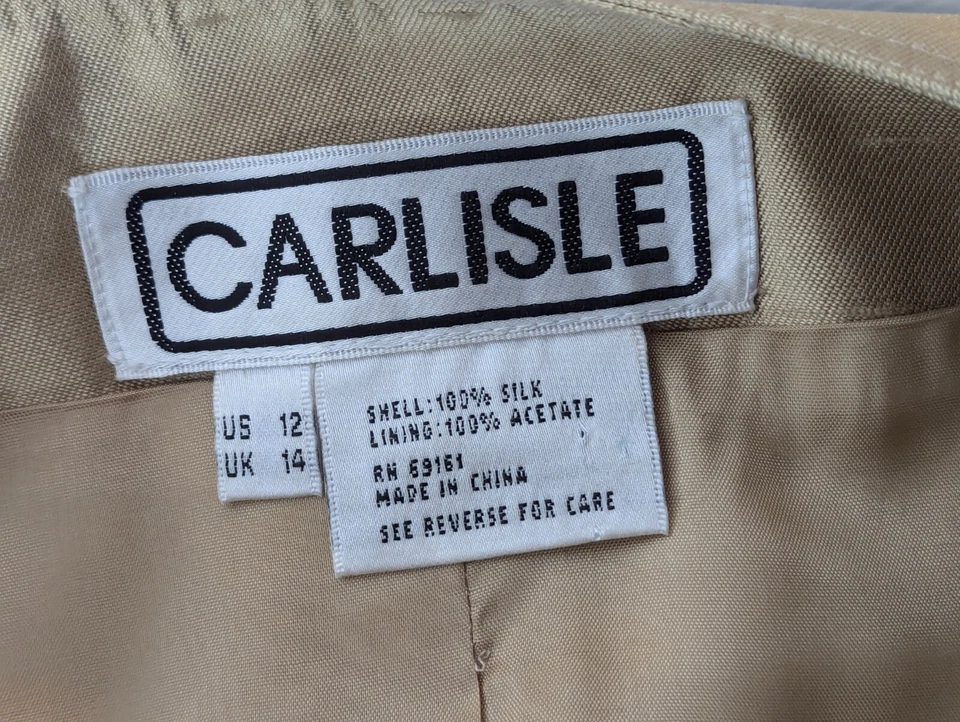 CARLISLE
US 12
UK 14
SHELL:100% SILK
LINING:100% ACETATE
RN 69161
MADE IN CHINA
SEE REVERSE FOR CARE